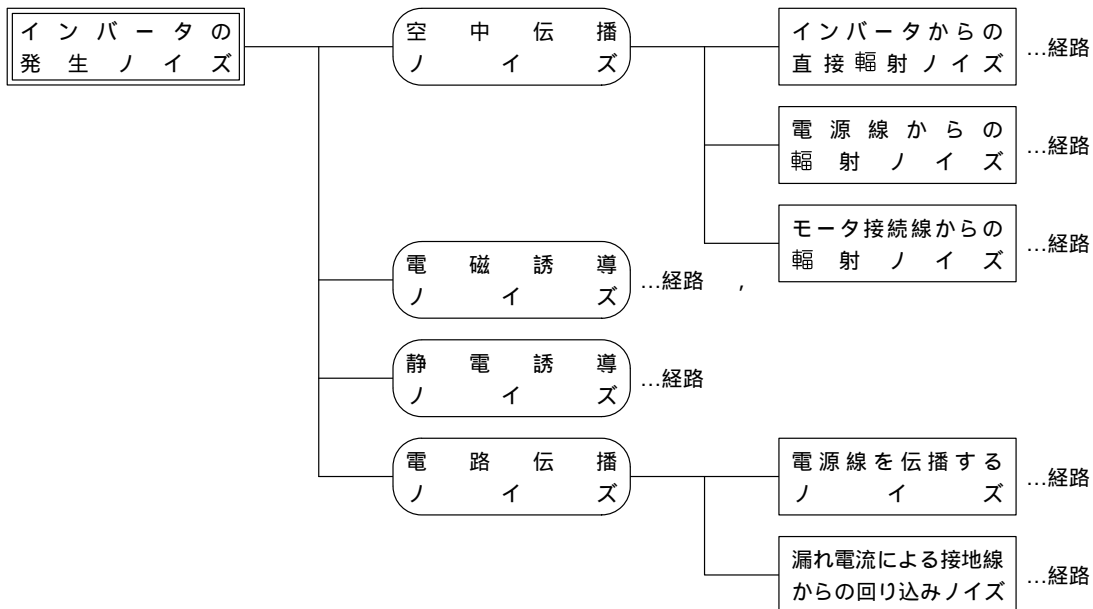 インバータの
発生ノイズ
空中伝播
ノイズ
インバータからの
直接輻射ノイズ
…経路
電源線からの
輻射ノイズ
…経路
モータ接続線からの
輻射ノイズ
…経路
電磁誘導
ノイズ
…経路 ,
静電誘導
ノイズ
…経路
電路伝播
ノイズ
電源線を伝播する
ノイズ
…経路
漏れ電流による接地線
からの回り込みノイズ
…経路